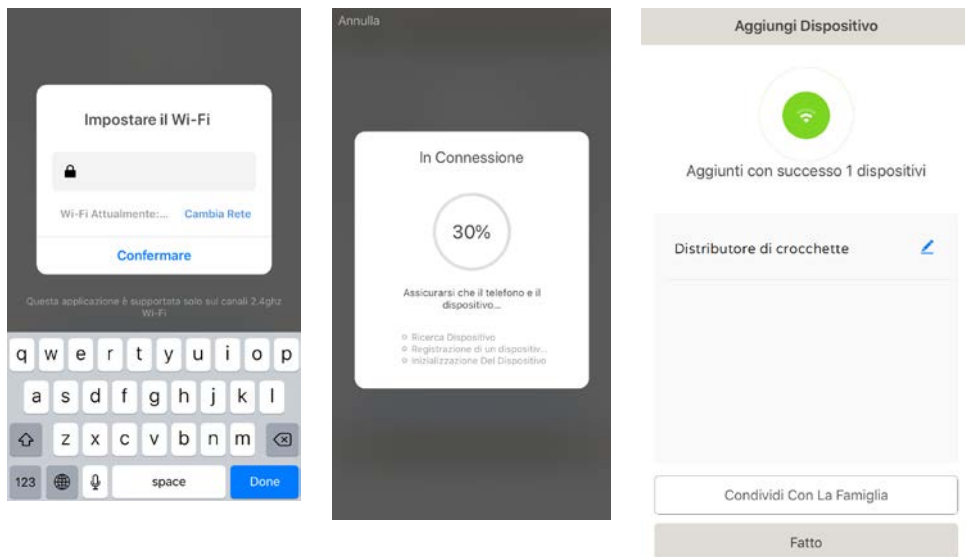 Impostare il Wi-Fi
Wi-Fi Attualmente:... Cambia Rete
Confermare
Questa applicazione è supportata solo sui canali 2.4ghz
Wi-Fi
q w e r t y u i o p
a s d f g h j k l
z x c v b n m
123 space Done
Annulla
In Connessione
30%
Assicurarsi che il telefono e il
dispositivo...
Ricerca Dispositivo
Registrazione di un dispositiv...
Inizializzazione Del Dispositivo
Aggiungi Dispositivo
Aggiunti con successo 1 dispositivi
Distributore di crocchette
Condividi Con La Famiglia
Fatto